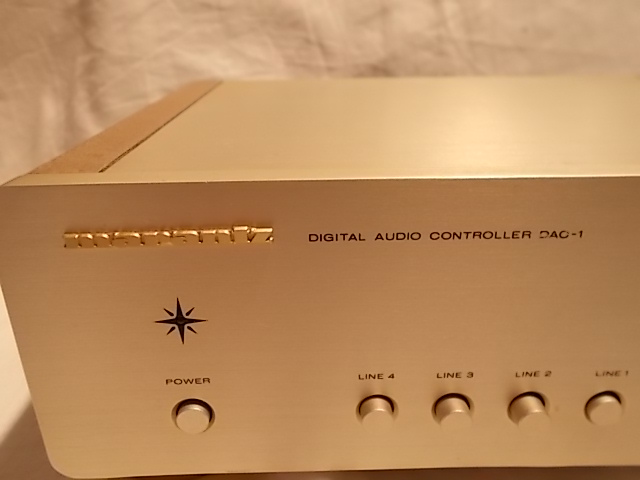 marantz
DIGITAL AUDIO CONTROLLER DAC-1
POWER
LINE 4
LINE 3
LINE 2
LINE 1